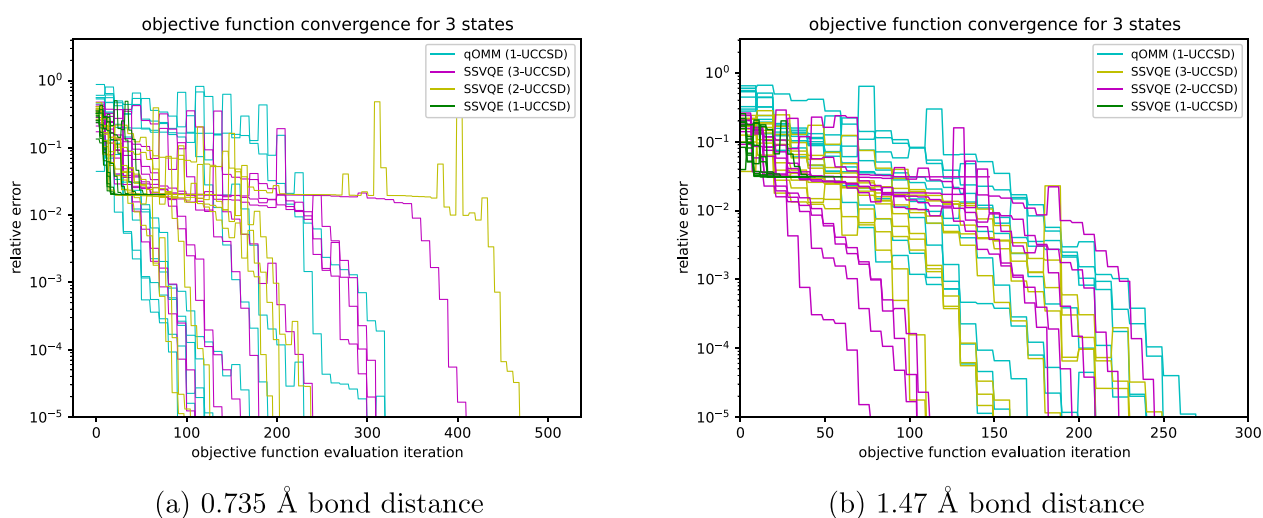 objective function convergence for 3 states
qOMM (1-UCCSD)
SSVQE (3-UCCSD)
SSVQE (2-UCCSD)
SSVQE (1-UCCSD)
relative error
10⁰
10⁻¹
10⁻²
10⁻³
10⁻⁴
10⁻⁵
0 100 200 300 400 500
objective function evaluation iteration
(a) 0.735 Å bond distance
objective function convergence for 3 states
qOMM (1-UCCSD)
SSVQE (3-UCCSD)
SSVQE (2-UCCSD)
SSVQE (1-UCCSD)
relative error
10⁰
10⁻¹
10⁻²
10⁻³
10⁻⁴
10⁻⁵
0 50 100 150 200 250 300
objective function evaluation iteration
(b) 1.47 Å bond distance